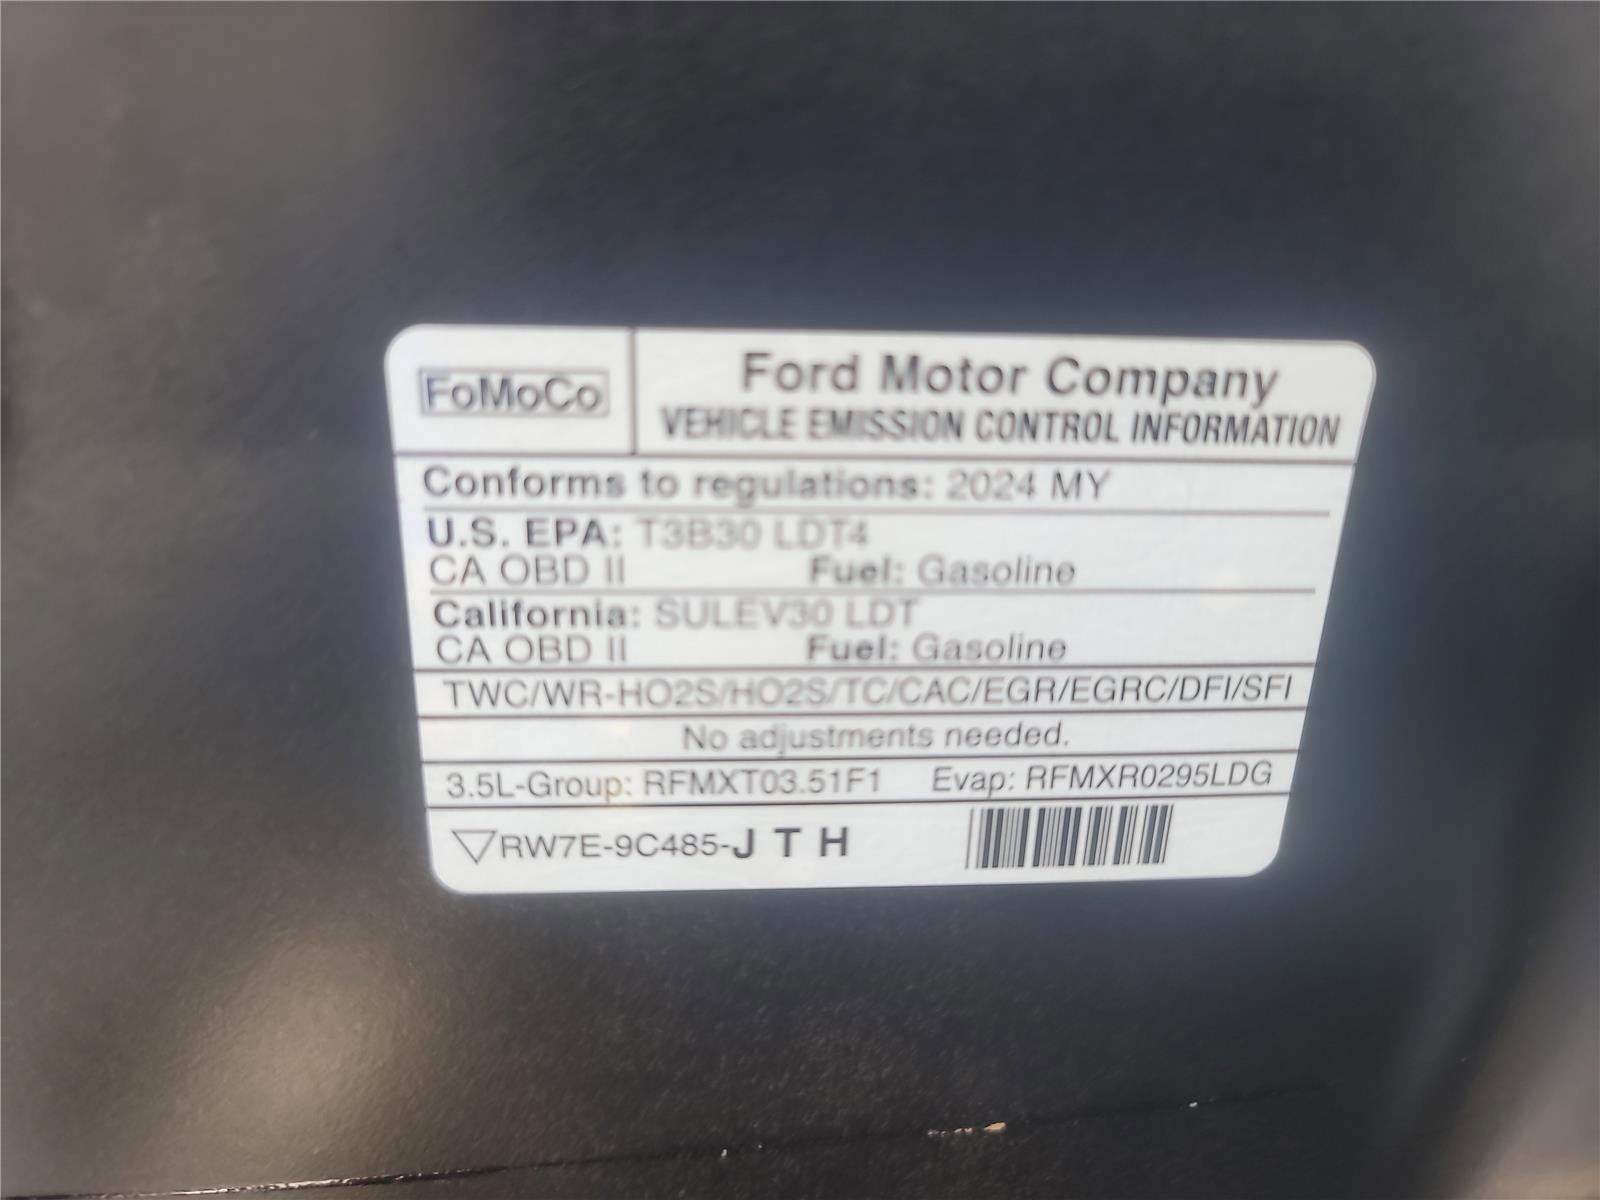 FoMoCo
Ford Motor Company
VEHICLE EMISSION CONTROL INFORMATION
Conforms to regulations: 2024 MY
U.S. EPA: T3B30 LDT4
CA OBD II Fuel: Gasoline
California: SULEV30 LDT
CA OBD II Fuel: Gasoline
TWC/WR-HO2S/HO2S/TC/CAC/EGR/EGRC/DFI/SFI
No adjustments needed.
3.5L-Group: RFMXT03.51F1 Evap: RFMXR0295LDG
RW7E-9C485-J T H